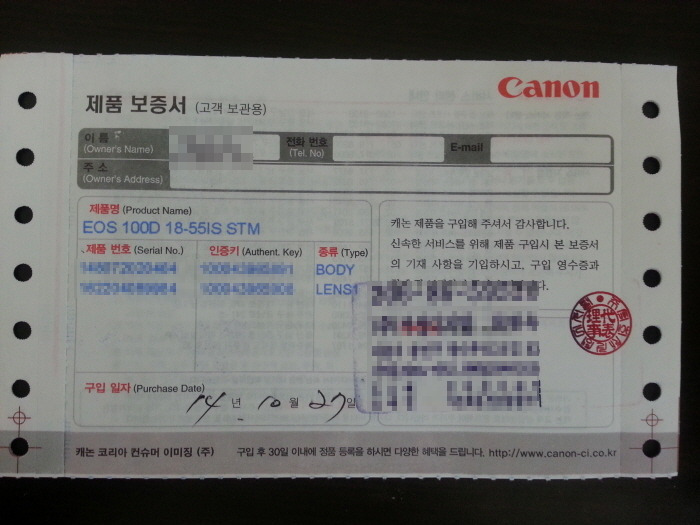 Canon
제품 보증서 (고객 보관용)
이 름 (Owner's Name) 전화 번호 (Tel. No) E-mail
주 소 (Owner's Address)
제품명 (Product Name)
EOS 100D 18-55IS STM
제품 번호 (Serial No.) 인증키 (Authent. Key) 종류 (Type)
BODY
LENS1
캐논 제품을 구입해 주셔서 감사합니다.
신속한 서비스를 위해 제품 구입시 본 보증서
의 기재 사항을 기입하시고, 구입 영수증과
구입 일자 (Purchase Date)
14 년 10 월 27 일
캐논 코리아 컨슈머 이미징 (주) 구입 후 30일 이내에 정품 등록을 하시면 다양한 혜택을 드립니다. http://www.canon-ci.co.kr